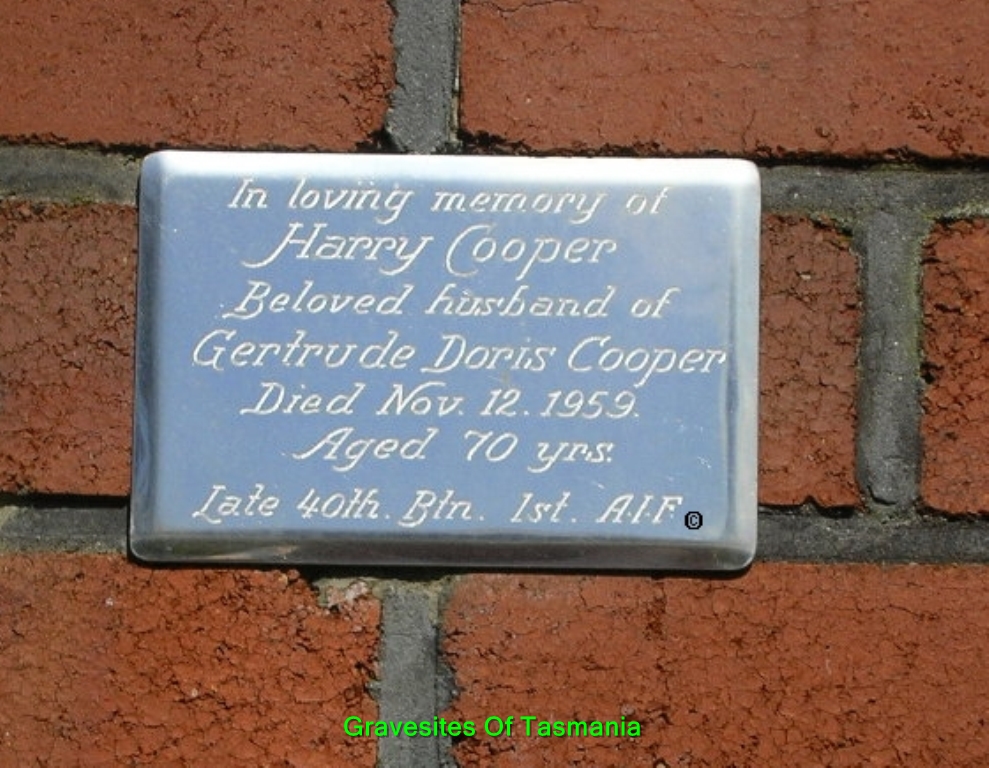 In loving memory of
Harry Cooper
Beloved husband of
Gertrude Doris Cooper
Died Nov. 12. 1959.
Aged 70 yrs.
Late 40th. Btn. 1st. A.I.F.
©
Gravesites Of Tasmania